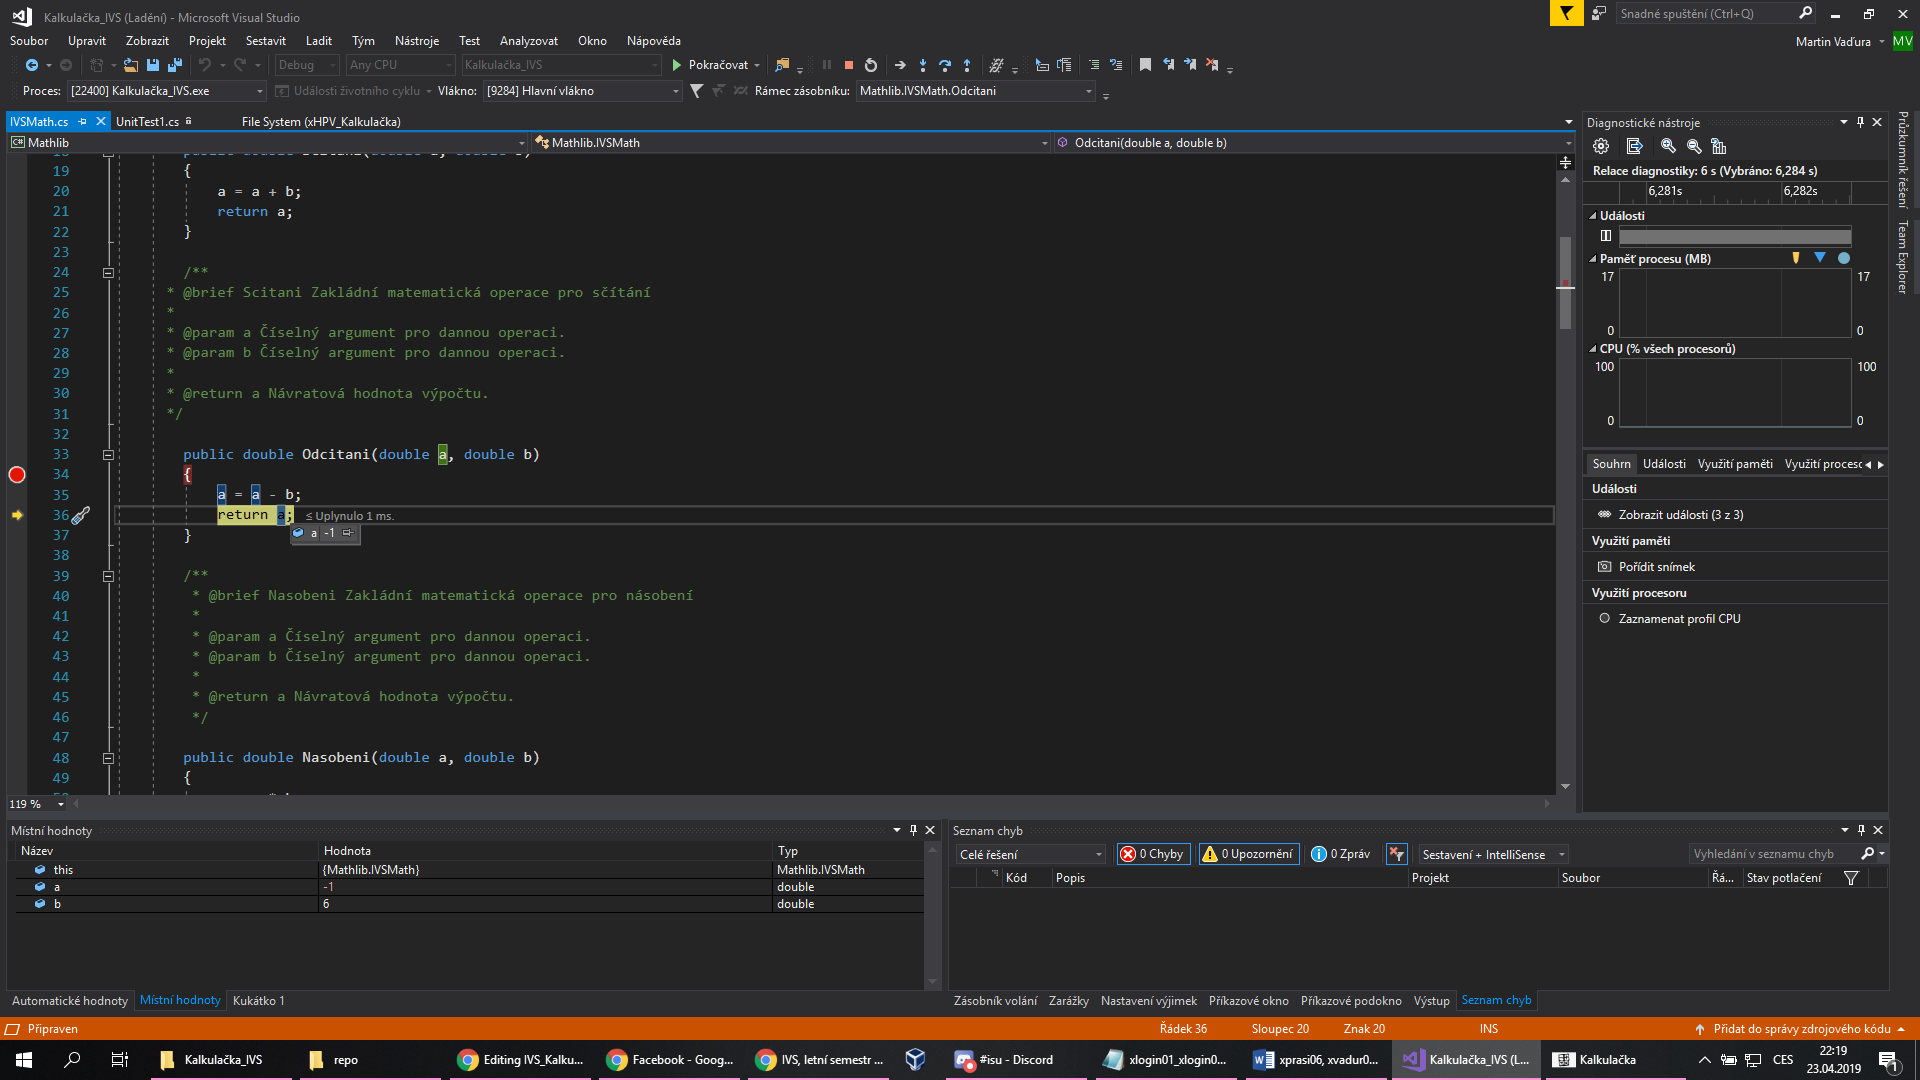 Kalkulačka_IVS (Ladění) - Microsoft Visual Studio
Snadné spuštění (Ctrl+Q)
Soubor Upravit Zobrazit Projekt Sestavit Ladit Tým Nástroje Test Analyzovat Okno Nápověda
Martin Vaďura MV
Debug Any CPU Kalkulačka_IVS Pokračovat
Proces: [22400] Kalkulačka_IVS.exe Události životního cyklu Vlákno: [9284] Hlavní vlákno Rámec zásobníku: Mathlib.IVSMath.Odcitani
IVSMath.cs UnitTest1.cs File System (xHPV_Kalkulačka)
C# Mathlib Mathlib.IVSMath Odcitani(double a, double b)
19 {
20 a = a + b;
21 return a;
22 }
23
24 /**
25 * @brief Scitani Zakládní matematická operace pro sčítání
26 *
27 * @param a Číselný argument pro dannou operaci.
28 * @param b Číselný argument pro dannou operaci.
29 *
30 * @return a Návratová hodnota výpočtu.
31 */
32
33 public double Odcitani(double a, double b)
34 {
35 a = a - b;
36 return a; ≤ Uplynulo 1 ms.
a -1
37 }
38
39 /**
40 * @brief Nasobeni Zakládní matematická operace pro násobení
41 *
42 * @param a Číselný argument pro dannou operaci.
43 * @param b Číselný argument pro dannou operaci.
44 *
45 * @return a Návratová hodnota výpočtu.
46 */
47
48 public double Nasobeni(double a, double b)
49 {
119 %
Diagnostické nástroje
Relace diagnostiky: 6 s (Vybráno: 6,284 s)
6,281s 6,282s
Události
Paměť procesu (MB)
17 17
0 0
CPU (% všech procesorů)
100 100
0 0
Souhrn Události Využití paměti Využití proces
Události
Zobrazit události (3 z 3)
Využití paměti
Pořídit snímek
Využití procesoru
Zaznamenat profil CPU
Průzkumník řešení
Team Explorer
Místní hodnoty
Název Hodnota Typ
this {Mathlib.IVSMath} Mathlib.IVSMath
a -1 double
b 6 double
Automatické hodnoty Místní hodnoty Kukátko 1
Seznam chyb
Celé řešení 0 Chyby 0 Upozornění 0 Zpráv Sestavení + IntelliSense Vyhledávání v seznamu chyb
Kód Popis Projekt Soubor Řá... Stav potlačení
Zásobník volání Zarážky Nastavení výjimek Příkazové okno Příkazové podokno Výstup Seznam chyb
Připraven Řádek 36 Sloupec 20 Znak 20 INS Přidat do správy zdrojového kódu
Kalkulačka_IVS repo Editing IVS_Kalku... Facebook - Goog... IVS, letní semestr ... #isu - Discord xlogin01_xlogin0... xprasi06, xvadur0... Kalkulačka_IVS (L... Kalkulačka CES 22:19
23.04.2019 1